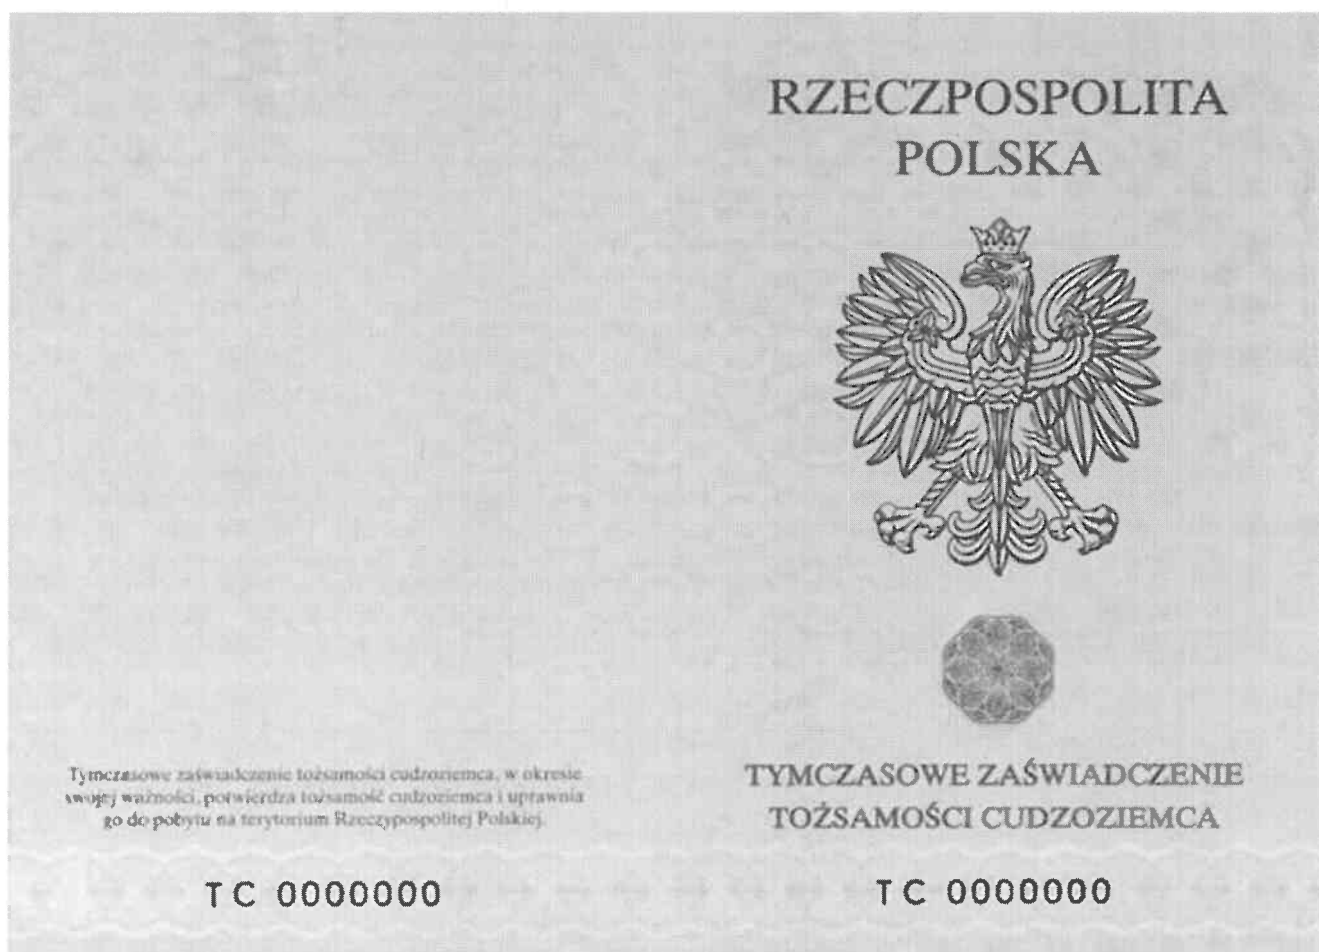 Tymczasowe zaświadczenie tożsamości cudzoziemca, w okresie
swojej ważności, potwierdza tożsamość cudzoziemca i uprawnia
go do pobytu na terytorium Rzeczypospolitej Polskiej.
TC 0000000
RZECZPOSPOLITA
POLSKA
TYMCZASOWE ZAŚWIADCZENIE
TOŻSAMOŚCI CUDZOZIEMCA
TC 0000000